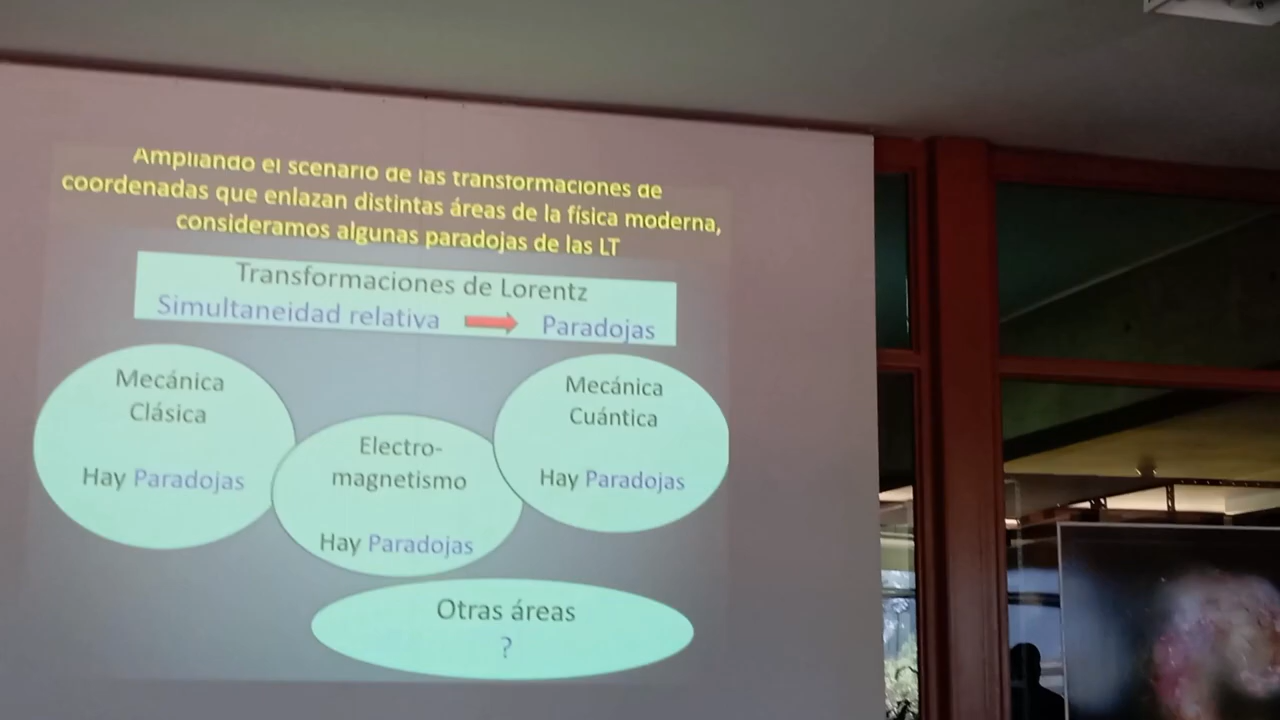 Ampliando el scenario de las transformaciones de
coordenadas que enlazan distintas áreas de la física moderna,
consideramos algunas paradojas de las LT
Transformaciones de Lorentz
Simultaneidad relativa Paradojas
Mecánica
Clásica
Hay Paradojas
Electro-
magnetismo
Hay Paradojas
Mecánica
Cuántica
Hay Paradojas
Otras áreas
?